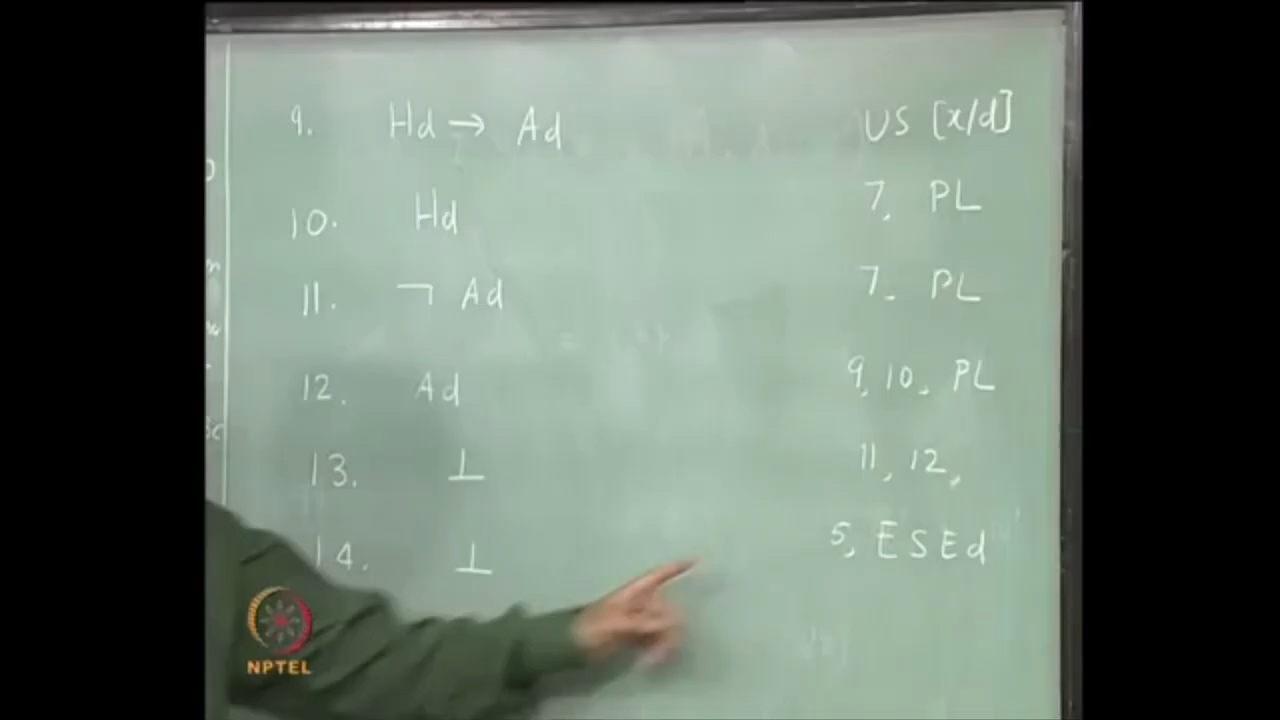 9. Hd → Ad US [x/d]
10. Hd 7, PL
11. ¬ Ad 7, PL
12. Ad 9, 10, PL
13. ⊥ 11, 12,
14. ⊥ 5, ESEd
NPTEL